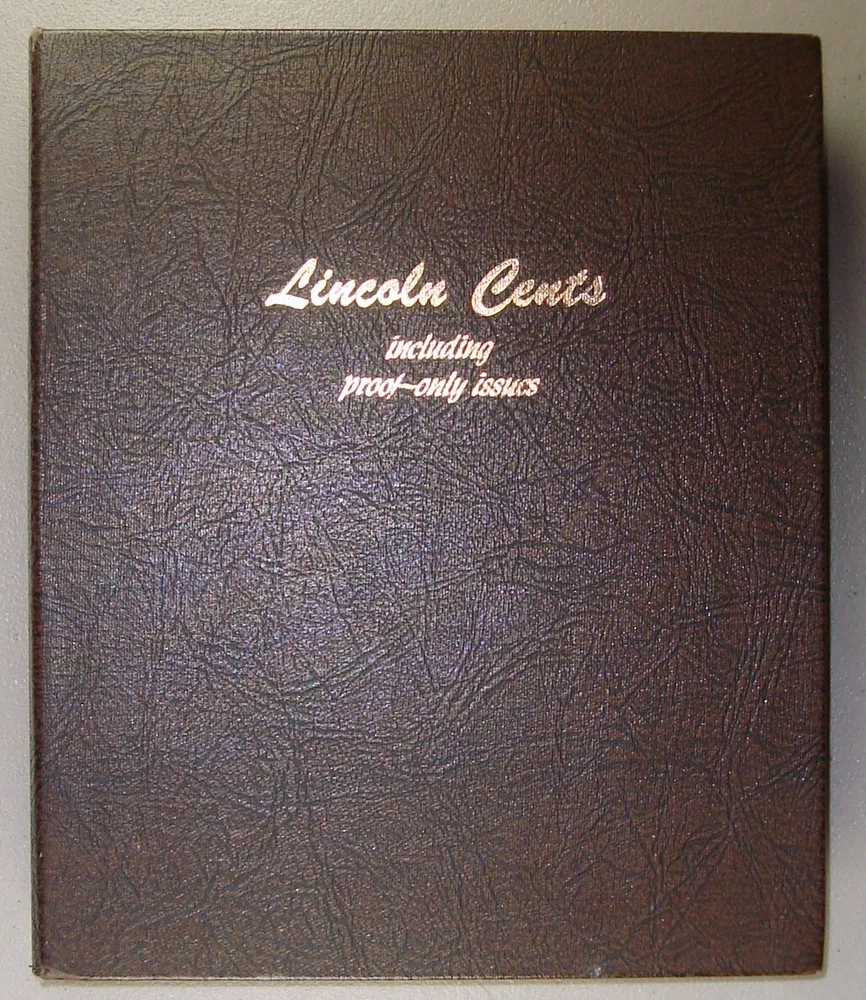 Lincoln Cents
including
proof-only issues